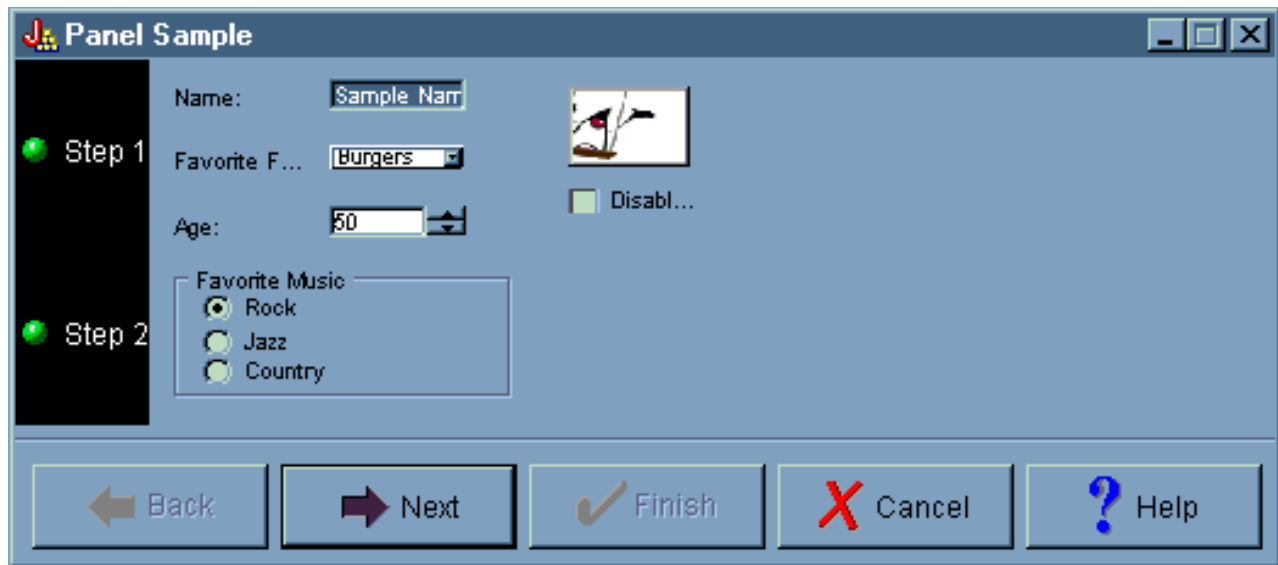 Panel Sample
Step 1
Name: Sample Nam
Favorite F... Burgers
Disabl...
Age: 50
Favorite Music
Rock
Step 2
Jazz
Country
Back Next Finish Cancel Help